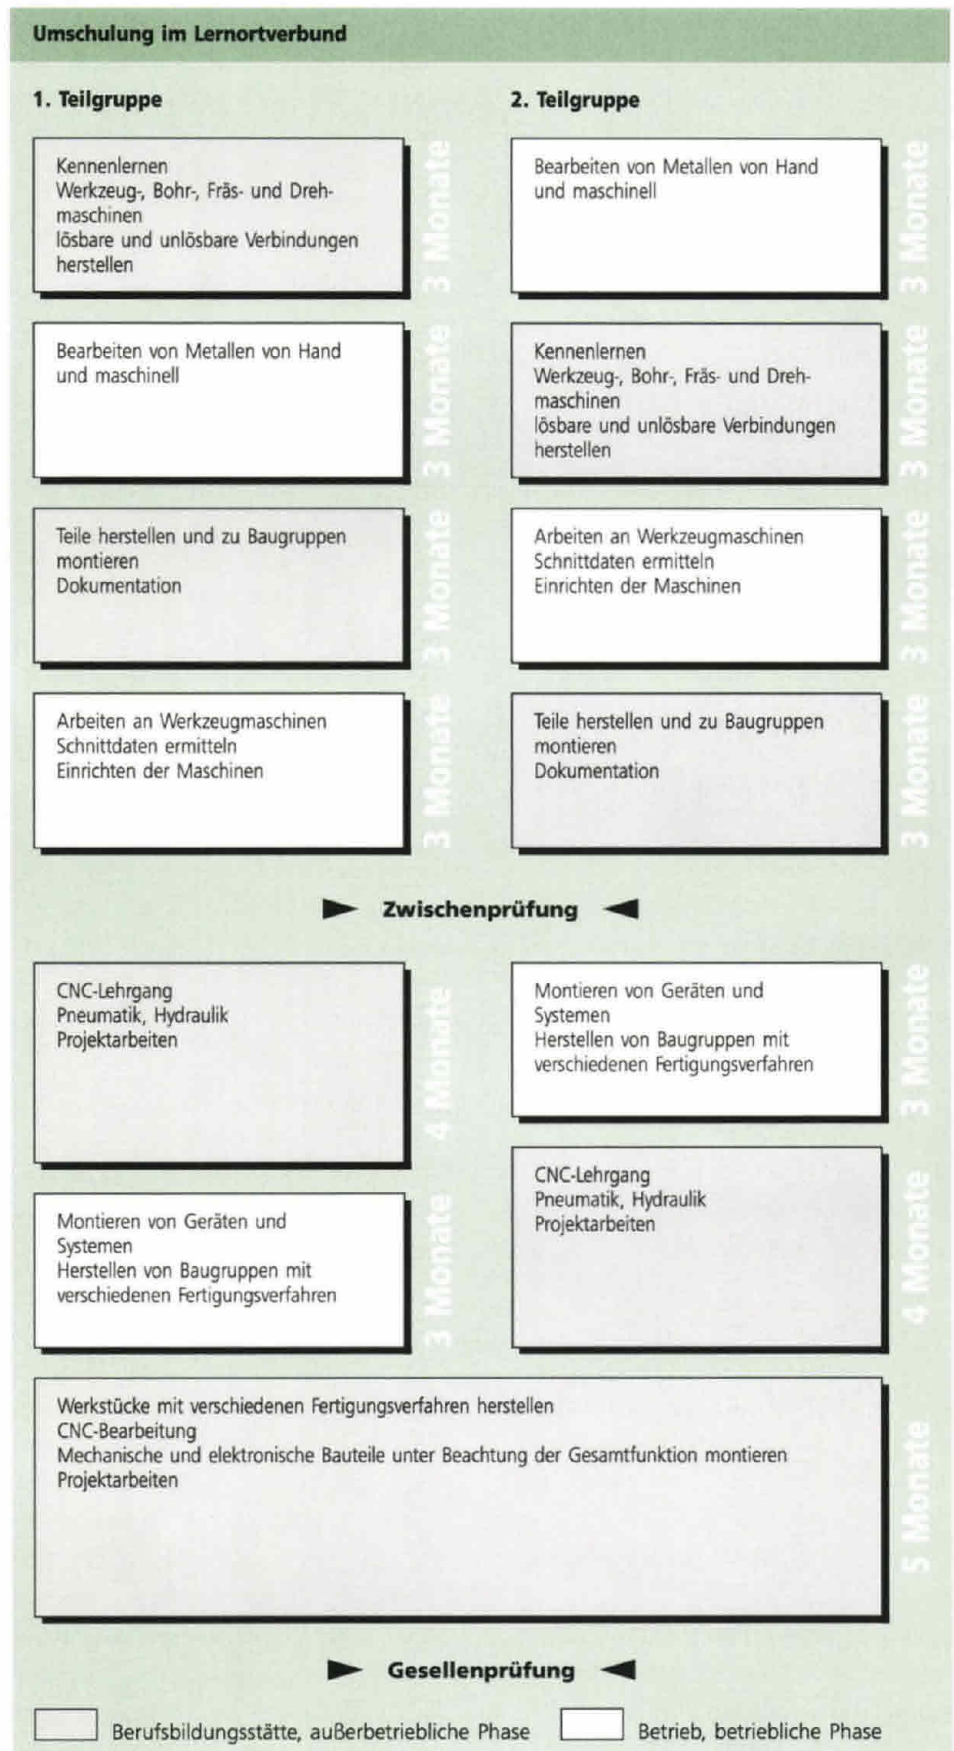 Umschulung im Lernortverbund
1. Teilgruppe
Kennenlernen
Werkzeug-, Bohr-, Fräs- und Dreh-
maschinen
lösbare und unlösbare Verbindungen
herstellen
3 Monate
Bearbeiten von Metallen von Hand
und maschinell
3 Monate
Teile herstellen und zu Baugruppen
montieren
Dokumentation
3 Monate
Arbeiten an Werkzeugmaschinen
Schnittdaten ermitteln
Einrichten der Maschinen
3 Monate
2. Teilgruppe
Bearbeiten von Metallen von Hand
und maschinell
3 Monate
Kennenlernen
Werkzeug-, Bohr-, Fräs- und Dreh-
maschinen
lösbare und unlösbare Verbindungen
herstellen
3 Monate
Arbeiten an Werkzeugmaschinen
Schnittdaten ermitteln
Einrichten der Maschinen
3 Monate
Teile herstellen und zu Baugruppen
montieren
Dokumentation
3 Monate
Zwischenprüfung
CNC-Lehrgang
Pneumatik, Hydraulik
Projektarbeiten
4 Monate
Montieren von Geräten und
Systemen
Herstellen von Baugruppen mit
verschiedenen Fertigungsverfahren
3 Monate
Montieren von Geräten und
Systemen
Herstellen von Baugruppen mit
verschiedenen Fertigungsverfahren
3 Monate
CNC-Lehrgang
Pneumatik, Hydraulik
Projektarbeiten
4 Monate
Werkstücke mit verschiedenen Fertigungsverfahren herstellen
CNC-Bearbeitung
Mechanische und elektronische Bauteile unter Beachtung der Gesamtfunktion montieren
Projektarbeiten
5 Monate
Gesellenprüfung
Berufsbildungsstätte, außerbetriebliche Phase
Betrieb, betriebliche Phase